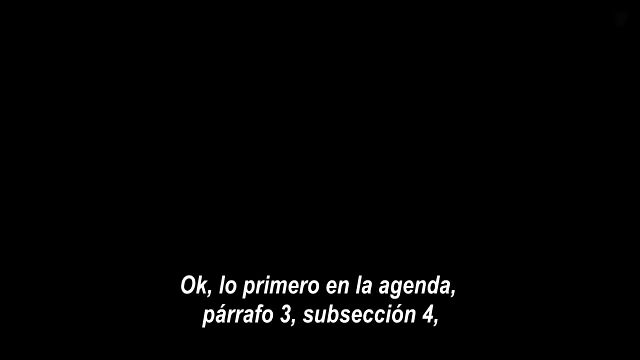 Ok, lo primero en la agenda,
párrafo 3, subsección 4,